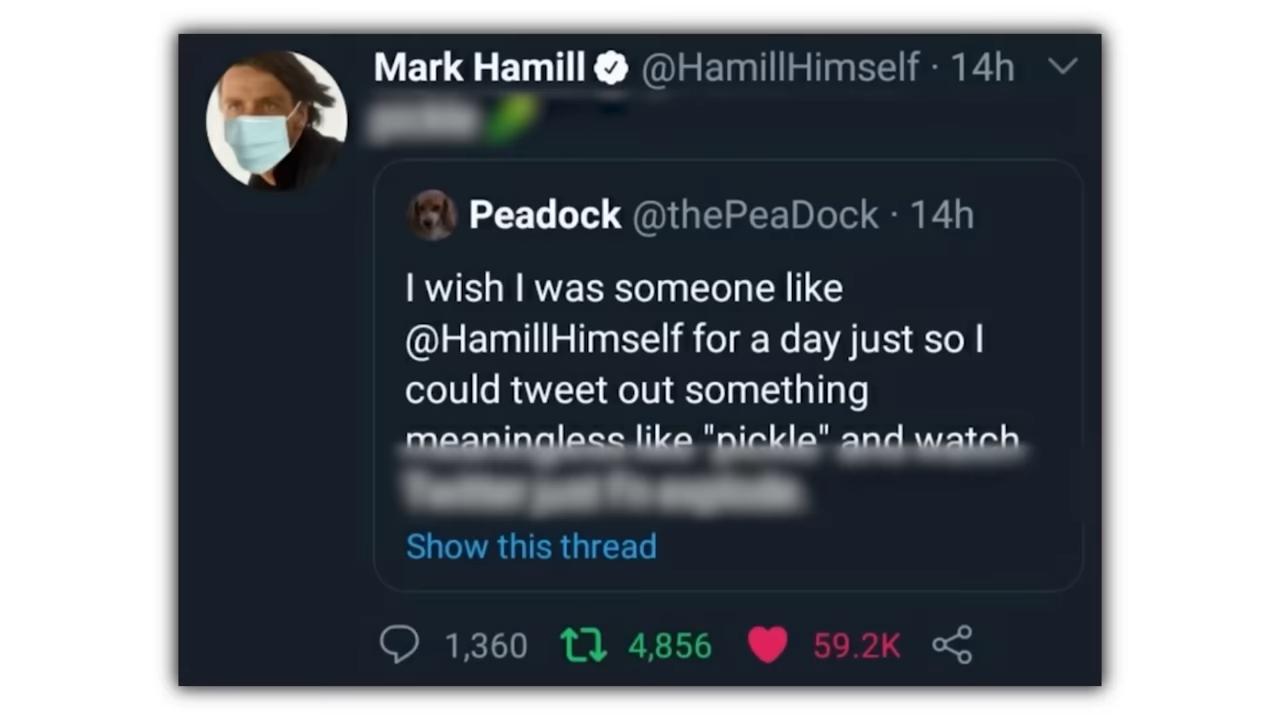 Mark Hamill @HamillHimself · 14h
Peadock @thePeaDock · 14h
I wish I was someone like
@HamillHimself for a day just so I
could tweet out something
meaningless like "pickle" and watch
Show this thread
1,360 4,856 59.2K